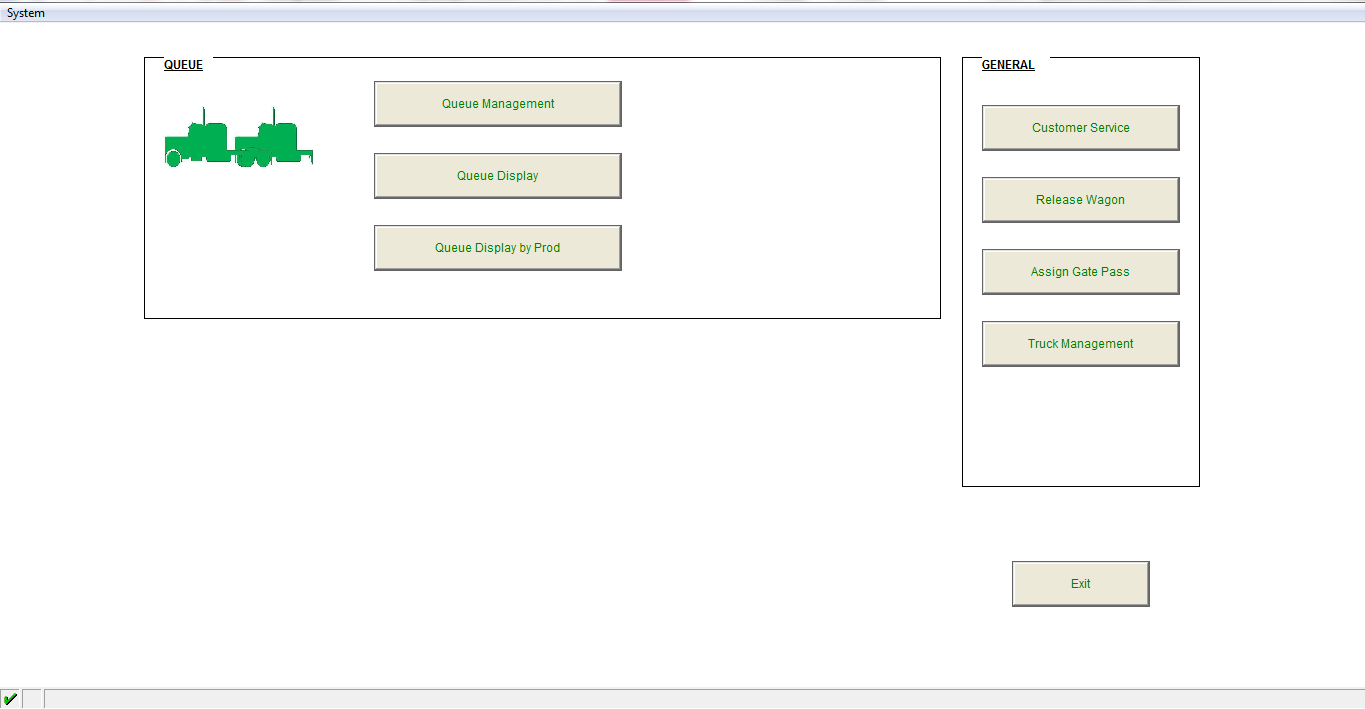 System
QUEUE
Queue Management
Queue Display
Queue Display by Prod
GENERAL
Customer Service
Release Wagon
Assign Gate Pass
Truck Management
Exit